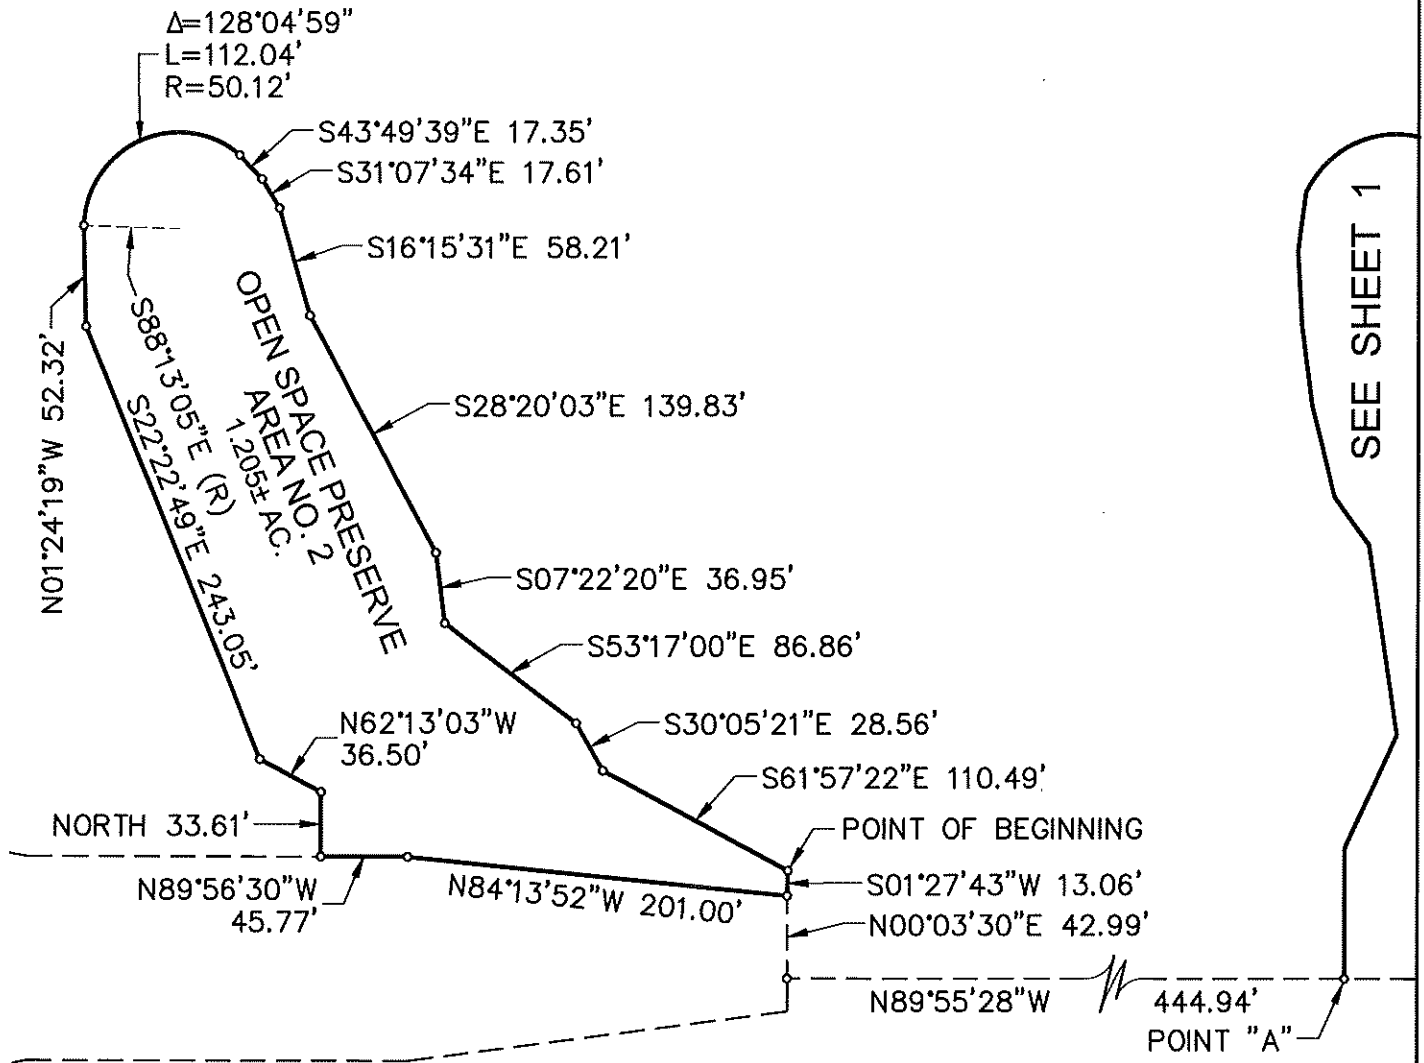 Δ=128°04'59"
L=112.04'
R=50.12'
S43°49'39"E 17.35'
S31°07'34"E 17.61'
S16°15'31"E 58.21'
S28°20'03"E 139.83'
S07°22'20"E 36.95'
S53°17'00"E 86.86'
S30°05'21"E 28.56'
S61°57'22"E 110.49'
POINT OF BEGINNING
S01°27'43"W 13.06'
N00°03'30"E 42.99'
N89°55'28"W 444.94'
POINT "A"
SEE SHEET 1
N01°24'19"W 52.32'
S88°13'05"E (R)
S22°22'49"E 243.05'
OPEN SPACE PRESERVE
AREA NO. 2
1.205± AC.
N62°13'03"W
36.50'
NORTH 33.61'
N89°56'30"W
45.77'
N84°13'52"W 201.00'